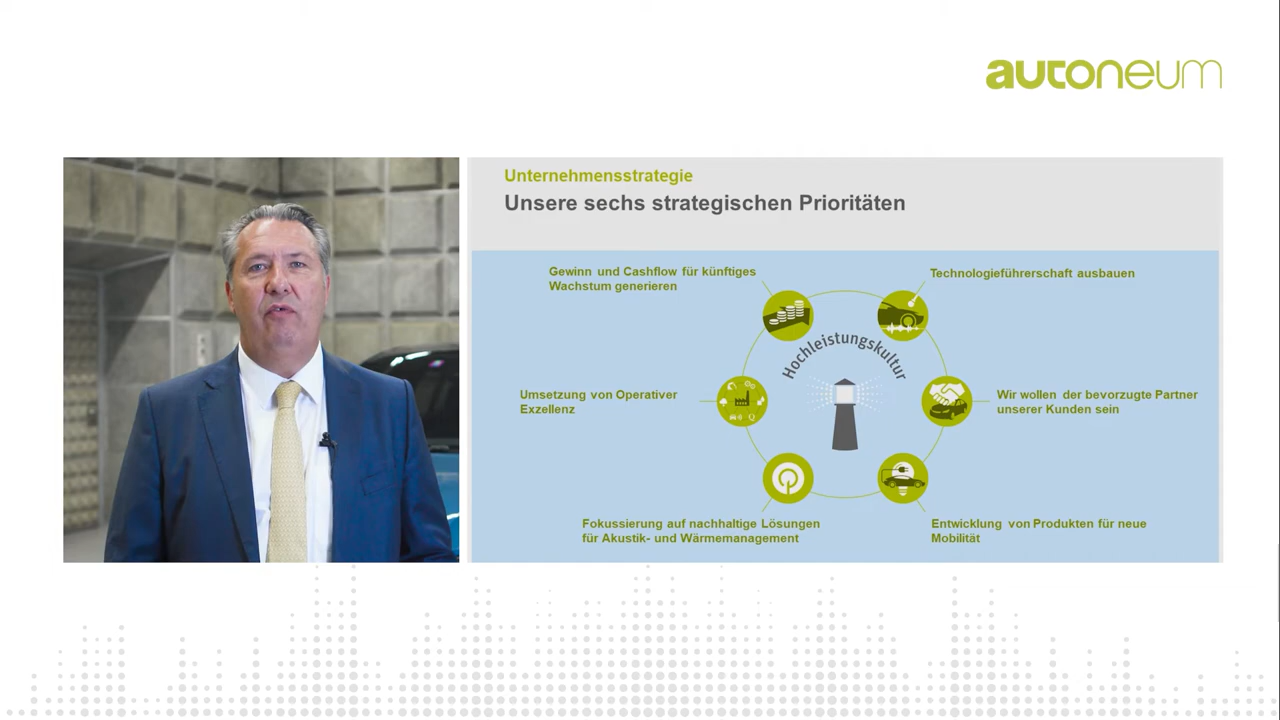 autoneum
Unternehmensstrategie
Unsere sechs strategischen Prioritäten
Gewinn und Cashflow für künftiges
Wachstum generieren
Technologieführerschaft ausbauen
Hochleistungskultur
Umsetzung von Operativer
Exzellenz
Wir wollen der bevorzugte Partner
unserer Kunden sein
Fokussierung auf nachhaltige Lösungen
für Akustik- und Wärmemanagement
Entwicklung von Produkten für neue
Mobilität